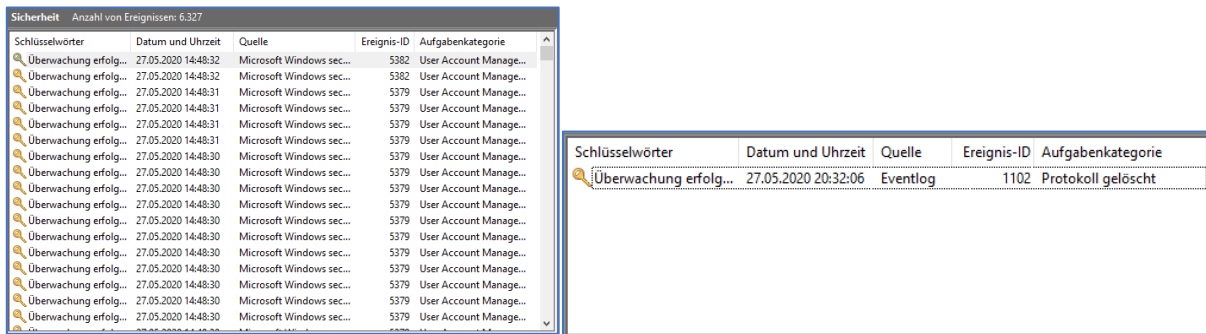 Sicherheit Anzahl von Ereignissen: 6.327
Schlüsselwörter Datum und Uhrzeit Quelle Ereignis-ID Aufgabenkategorie
Überwachung erfolg... 27.05.2020 14:48:32 Microsoft Windows sec... 5382 User Account Manage...
Überwachung erfolg... 27.05.2020 14:48:32 Microsoft Windows sec... 5382 User Account Manage...
Überwachung erfolg... 27.05.2020 14:48:31 Microsoft Windows sec... 5379 User Account Manage...
Überwachung erfolg... 27.05.2020 14:48:31 Microsoft Windows sec... 5379 User Account Manage...
Überwachung erfolg... 27.05.2020 14:48:31 Microsoft Windows sec... 5379 User Account Manage...
Überwachung erfolg... 27.05.2020 14:48:31 Microsoft Windows sec... 5379 User Account Manage...
Überwachung erfolg... 27.05.2020 14:48:30 Microsoft Windows sec... 5379 User Account Manage...
Überwachung erfolg... 27.05.2020 14:48:30 Microsoft Windows sec... 5379 User Account Manage...
Überwachung erfolg... 27.05.2020 14:48:30 Microsoft Windows sec... 5379 User Account Manage...
Überwachung erfolg... 27.05.2020 14:48:30 Microsoft Windows sec... 5379 User Account Manage...
Überwachung erfolg... 27.05.2020 14:48:30 Microsoft Windows sec... 5379 User Account Manage...
Überwachung erfolg... 27.05.2020 14:48:30 Microsoft Windows sec... 5379 User Account Manage...
Überwachung erfolg... 27.05.2020 14:48:30 Microsoft Windows sec... 5379 User Account Manage...
Überwachung erfolg... 27.05.2020 14:48:30 Microsoft Windows sec... 5379 User Account Manage...
Überwachung erfolg... 27.05.2020 14:48:30 Microsoft Windows sec... 5379 User Account Manage...
Überwachung erfolg... 27.05.2020 14:48:30 Microsoft Windows sec... 5379 User Account Manage...
Überwachung erfolg... 27.05.2020 14:48:30 Microsoft Windows sec... 5379 User Account Manage...
Schlüsselwörter Datum und Uhrzeit Quelle Ereignis-ID Aufgabenkategorie
Überwachung erfolg... 27.05.2020 20:32:06 Eventlog 1102 Protokoll gelöscht